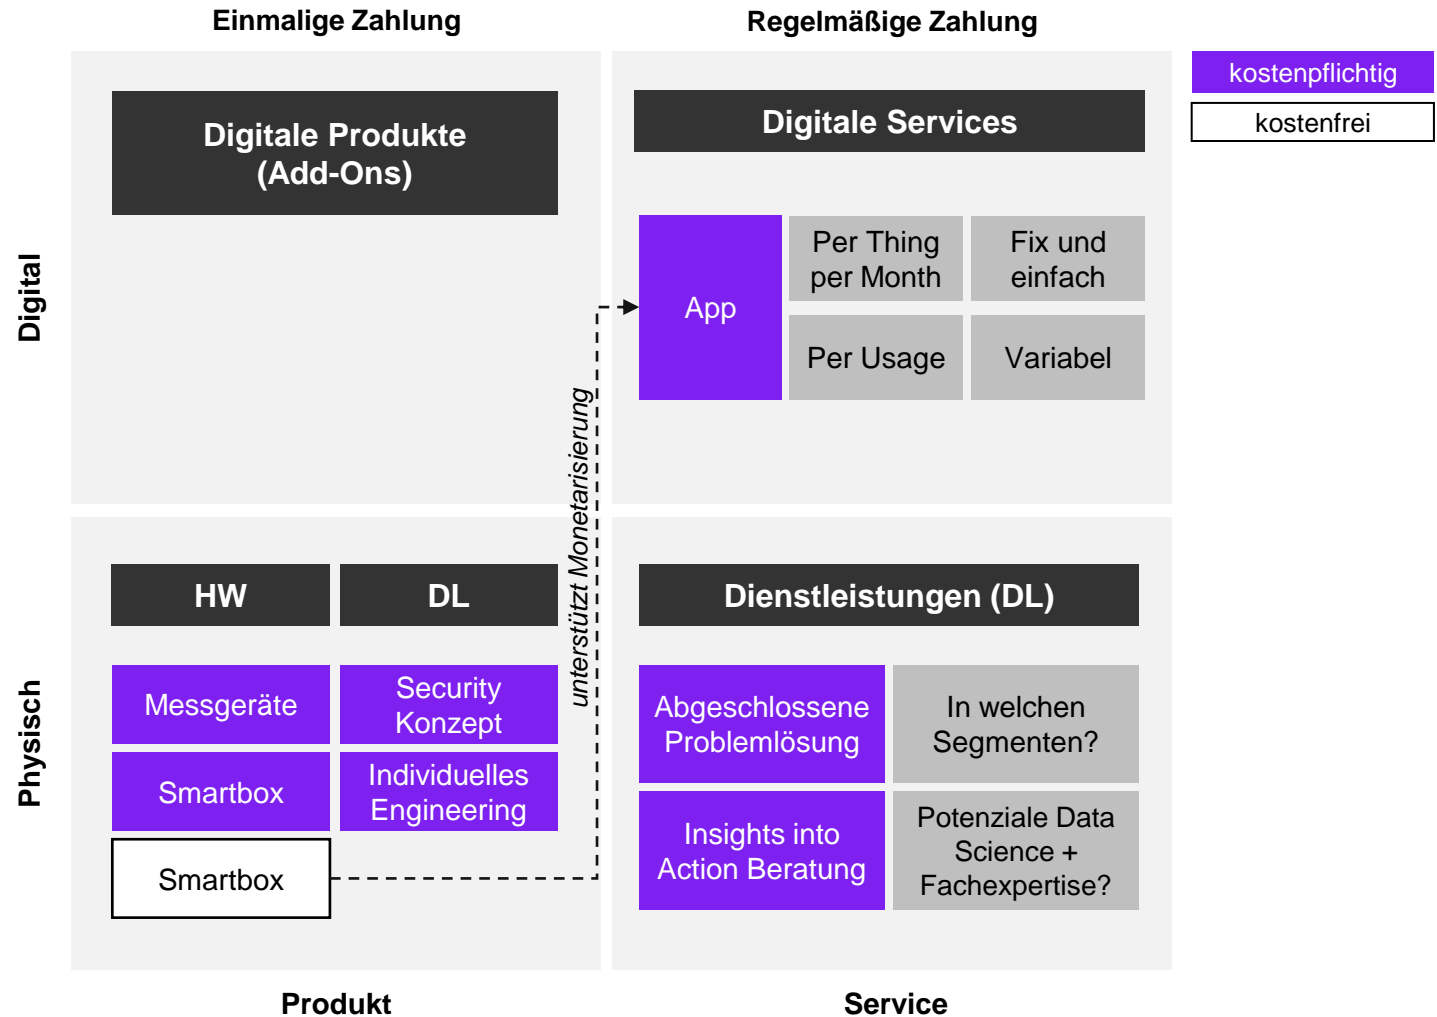 Einmalige Zahlung
Regelmäßige Zahlung
kostenpflichtig
kostenfrei
Digital
Digitale Produkte
(Add-Ons)
Digitale Services
App
Per Thing
per Month
Fix und
einfach
Per Usage
Variabel
unterstützt Monetarisierung
Physisch
HW
DL
Messgeräte
Security
Konzept
Smartbox
Individuelles
Engineering
Smartbox
Dienstleistungen (DL)
Abgeschlossene
Problemlösung
In welchen
Segmenten?
Insights into
Action Beratung
Potenziale Data
Science +
Fachexpertise?
Produkt
Service